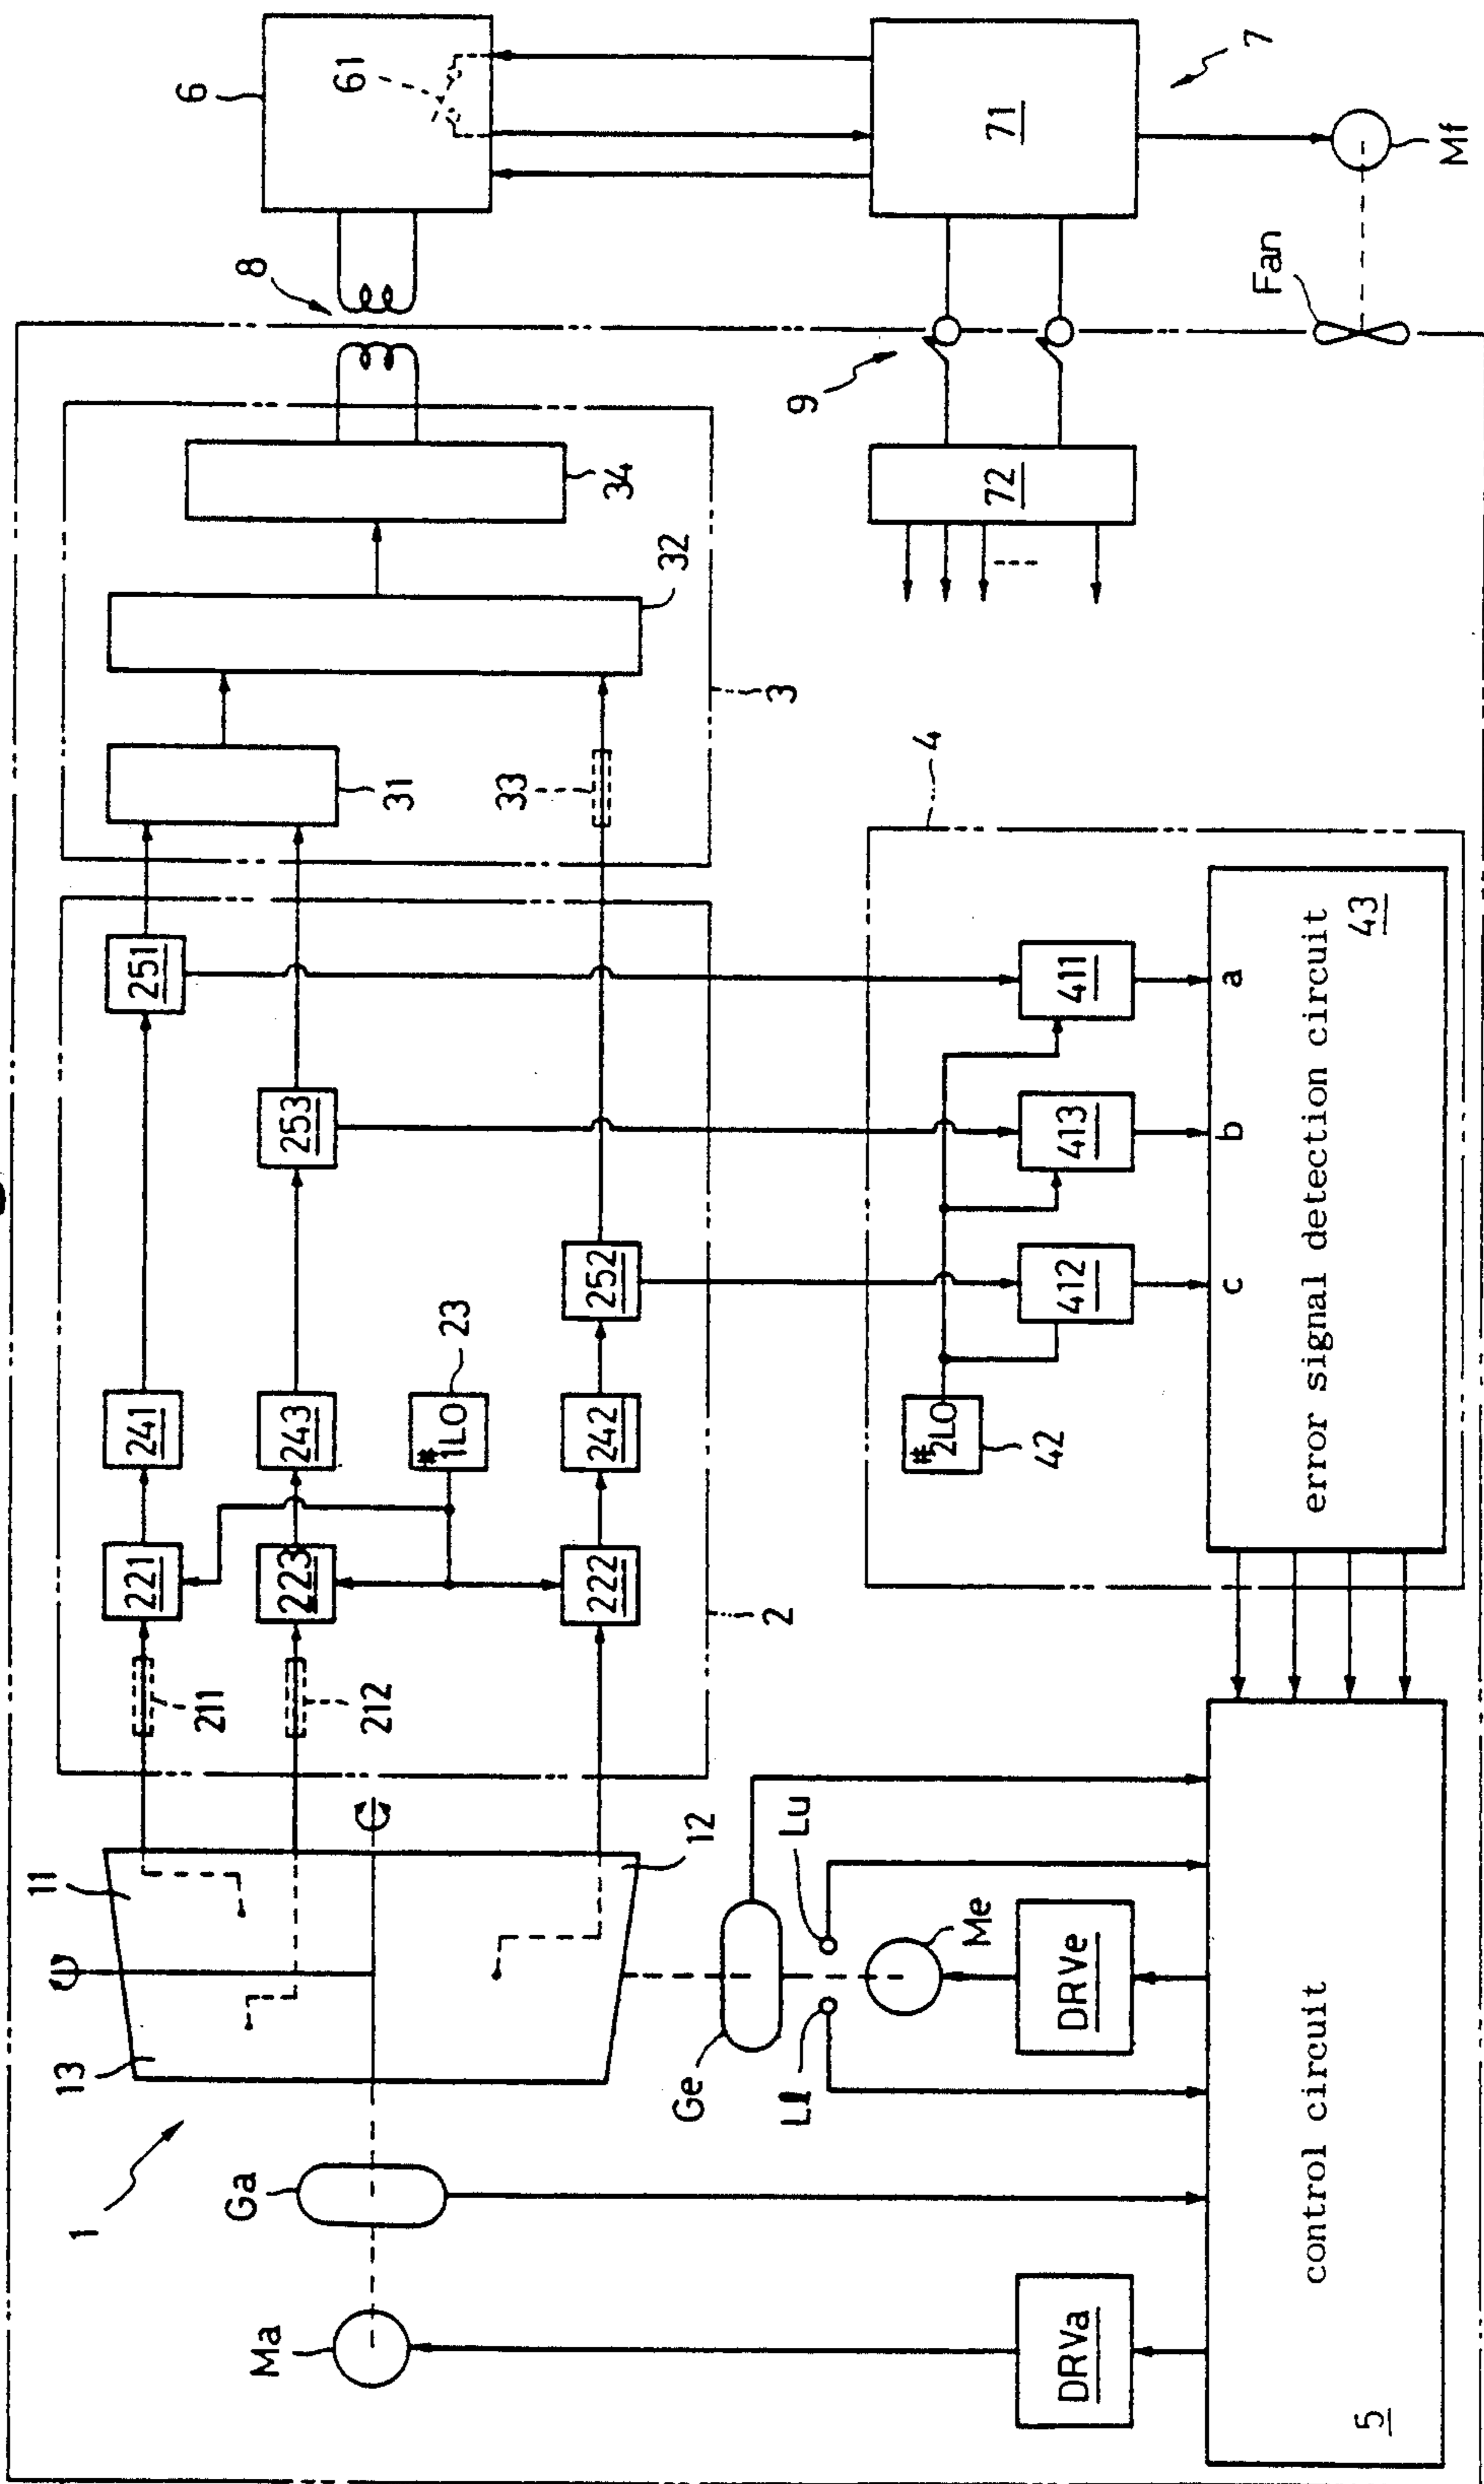 6
61
7
71
Mf
8
Fan
9
72
34
32
3
31
33
4
251
253
252
411
413
412
a
b
c
43
error signal detection circuit
241
243
#1LO
23
242
#2LO
42
221
223
222
2
211
212
11
12
13
Lu
Me
Ge
Ll
DRVe
1
Ga
Ma
DRVa
control circuit
5